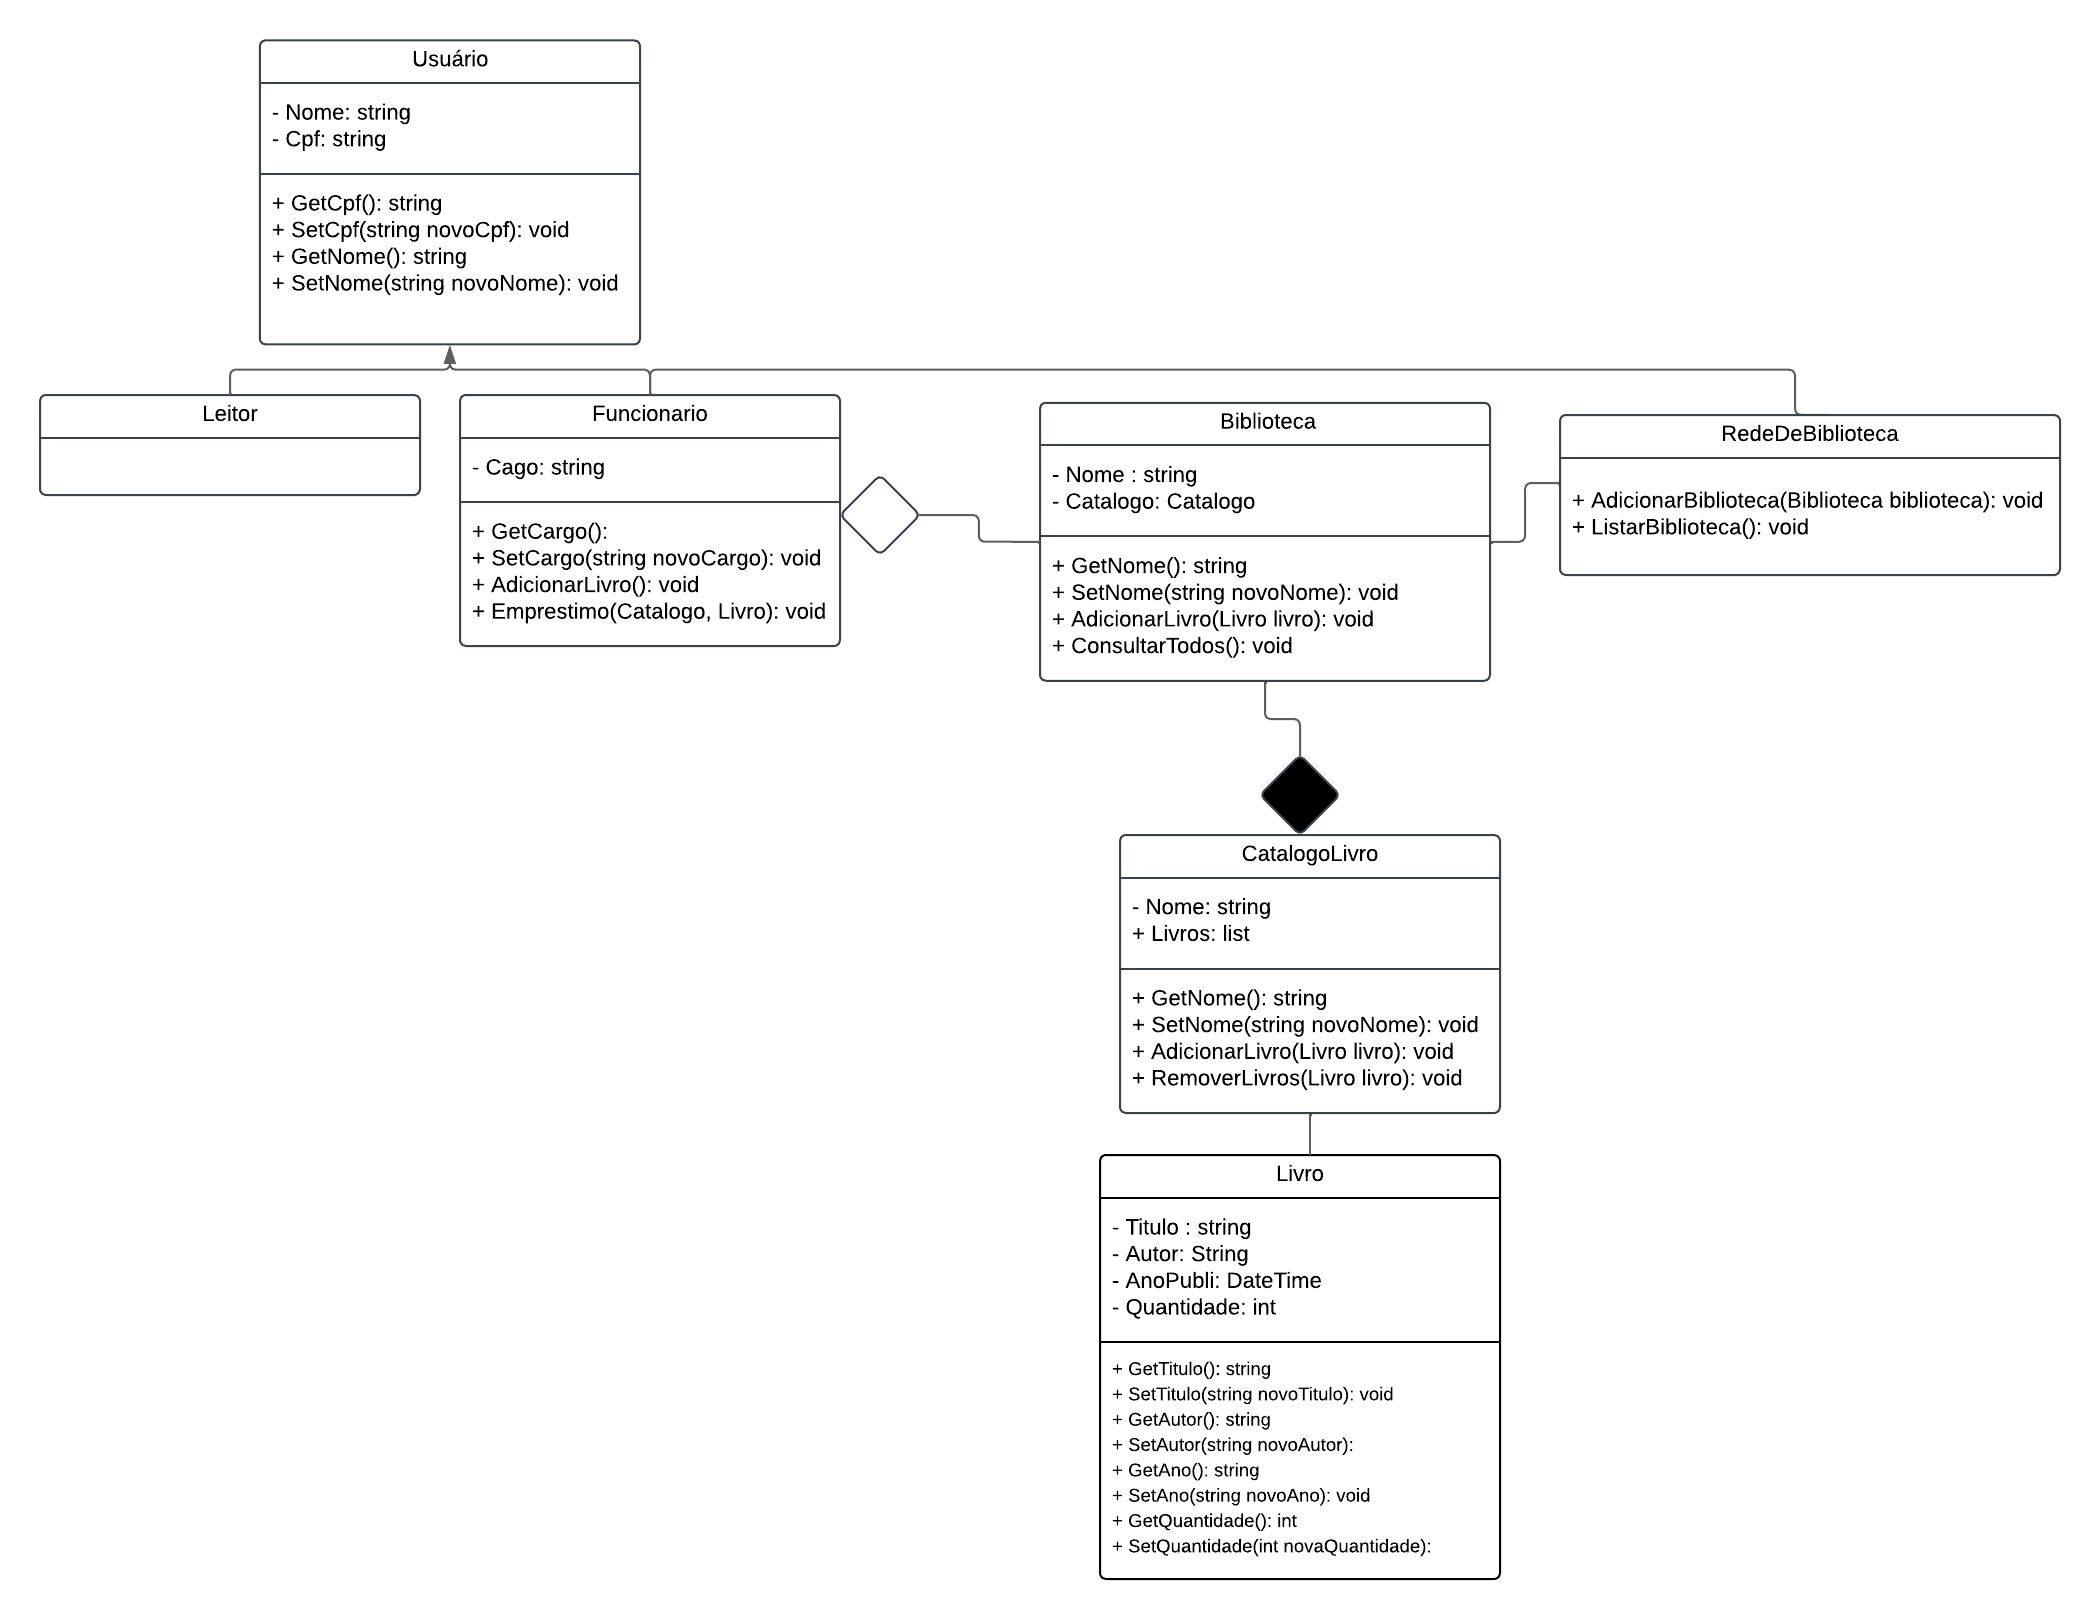 Usuário
- Nome: string
- Cpf: string
+ GetCpf(): string
+ SetCpf(string novoCpf): void
+ GetNome(): string
+ SetNome(string novoNome): void
Leitor
Funcionario
- Cago: string
+ GetCargo():
+ SetCargo(string novoCargo): void
+ AdicionarLivro(): void
+ Emprestimo(Catalogo, Livro): void
Biblioteca
- Nome : string
- Catalogo: Catalogo
+ GetNome(): string
+ SetNome(string novoNome): void
+ AdicionarLivro(Livro livro): void
+ ConsultarTodos(): void
RedeDeBiblioteca
+ AdicionarBiblioteca(Biblioteca biblioteca): void
+ ListarBiblioteca(): void
CatalogoLivro
- Nome: string
+ Livros: list
+ GetNome(): string
+ SetNome(string novoNome): void
+ AdicionarLivro(Livro livro): void
+ RemoverLivros(Livro livro): void
Livro
- Titulo : string
- Autor: String
- AnoPubli: DateTime
- Quantidade: int
+ GetTitulo(): string
+ SetTitulo(string novoTitulo): void
+ GetAutor(): string
+ SetAutor(string novoAutor):
+ GetAno(): string
+ SetAno(string novoAno): void
+ GetQuantidade(): int
+ SetQuantidade(int novaQuantidade):